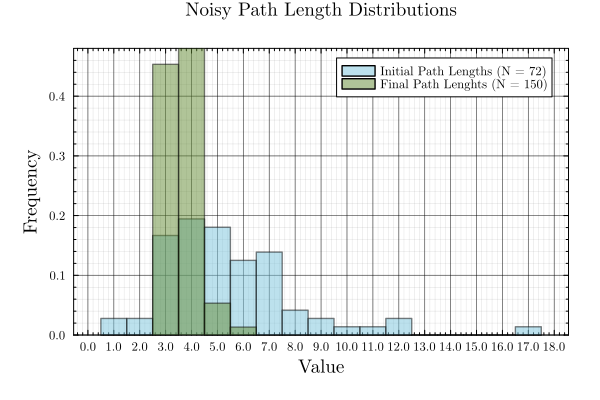 Noisy Path Length Distributions
Initial Path Lengths (N = 72)
Final Path Lenghts (N = 150)
0.4
0.3
0.2
0.1
0.0
Frequency
0.0 1.0 2.0 3.0 4.0 5.0 6.0 7.0 8.0 9.0 10.0 11.0 12.0 13.0 14.0 15.0 16.0 17.0 18.0
Value